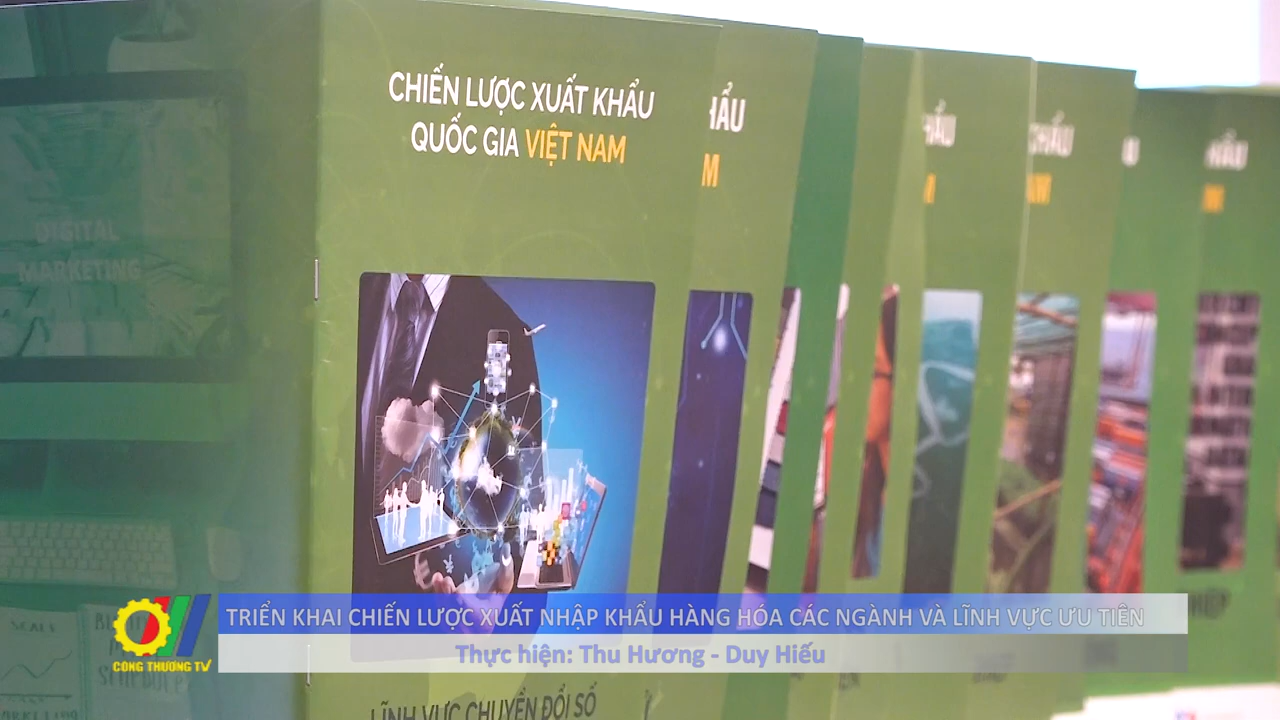 CHIẾN LƯỢC XUẤT KHẨU
QUỐC GIA VIỆT NAM
DIGITAL
MARKETING
TRIỂN KHAI CHIẾN LƯỢC XUẤT NHẬP KHẨU HÀNG HÓA CÁC NGÀNH VÀ LĨNH VỰC ƯU TIÊN
Thực hiện: Thu Hương - Duy Hiếu
CÔNG THƯƠNG TV
LĨNH VỰC CHUYỂN ĐỔI SỐ